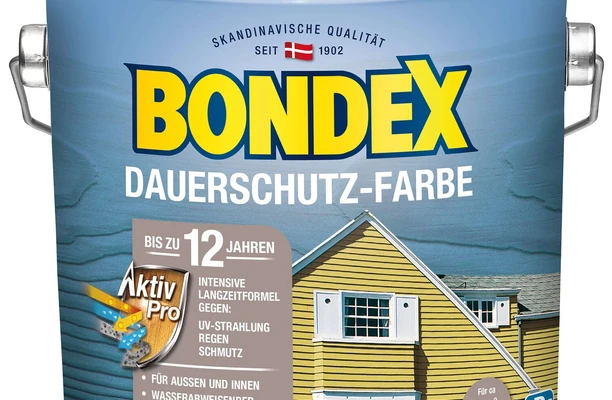 SKANDINAVISCHE QUALITÄT
SEIT 1902
BONDEX
DAUERSCHUTZ-FARBE
BIS ZU 12 JAHREN
Aktiv
Pro
INTENSIVE
LANGZEITFORMEL
GEGEN:
UV-STRAHLUNG
REGEN
SCHMUTZ
• FÜR AUSSEN UND INNEN
• WASSERABWEISENDER
Für ca